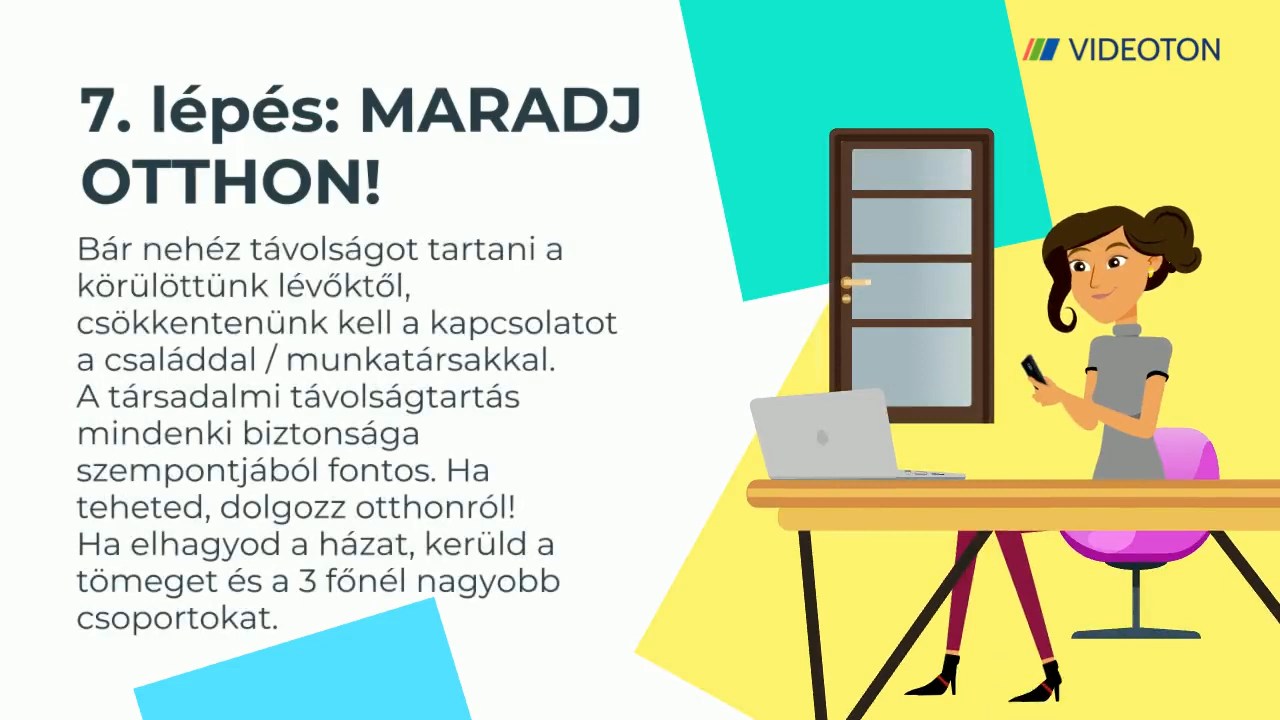 VIDEOTON
7. lépés: MARADJ
OTTHON!
Bár nehéz távolságot tartani a
körülöttünk lévőktől,
csökkentenünk kell a kapcsolatot
a családdal / munkatársakkal.
A társadalmi távolságtartás
mindenki biztonsága
szempontjából fontos. Ha
teheted, dolgozz otthonról!
Ha elhagyod a házat, kerüld a
tömeget és a 3 főnél nagyobb
csoportokat.